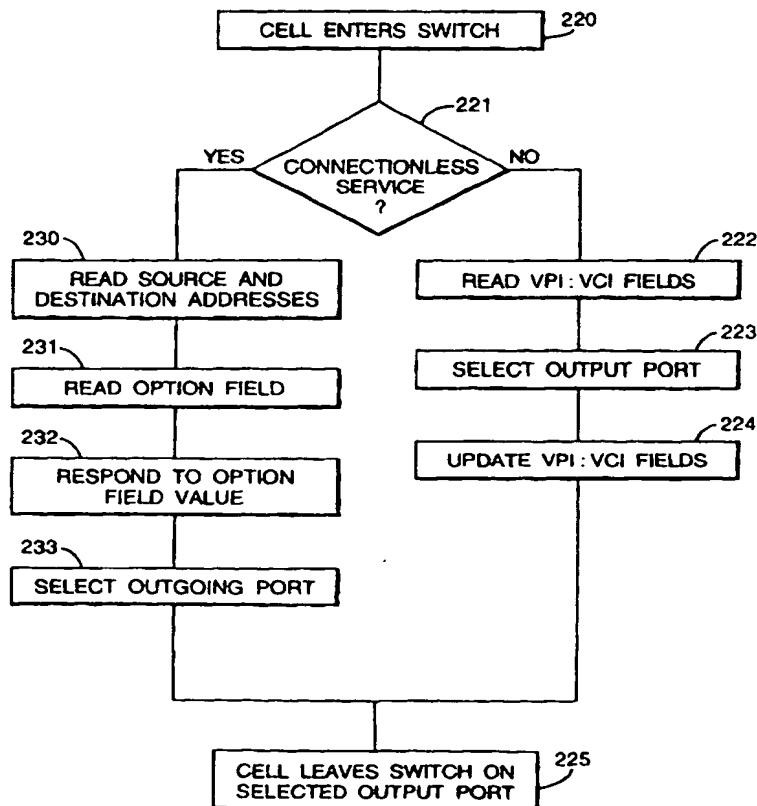 CELL ENTERS SWITCH
220
221
YES
CONNECTIONLESS
SERVICE
?
NO
230
READ SOURCE AND
DESTINATION ADDRESSES
231
READ OPTION FIELD
232
RESPOND TO OPTION
FIELD VALUE
233
SELECT OUTGOING PORT
222
READ VPI:VCI FIELDS
223
SELECT OUTPUT PORT
224
UPDATE VPI:VCI FIELDS
CELL LEAVES SWITCH ON
SELECTED OUTPUT PORT
225